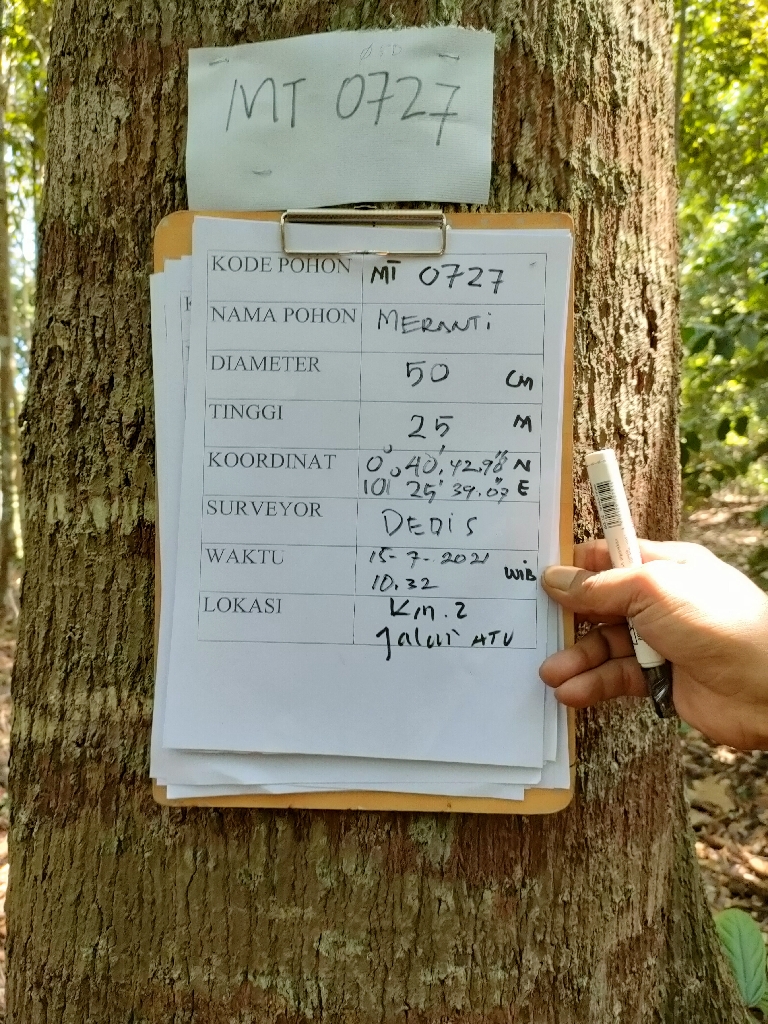 MT 0727
KODE POHON MT 0727
NAMA POHON MERANTI
DIAMETER 50 cm
TINGGI 25 M
KOORDINAT 0° 40' 42.98" N
101° 25' 39.07" E
SURVEYOR DEDIS
WAKTU 15-7-2021
10.32 WIB
LOKASI Km. 2
Jalur ATV